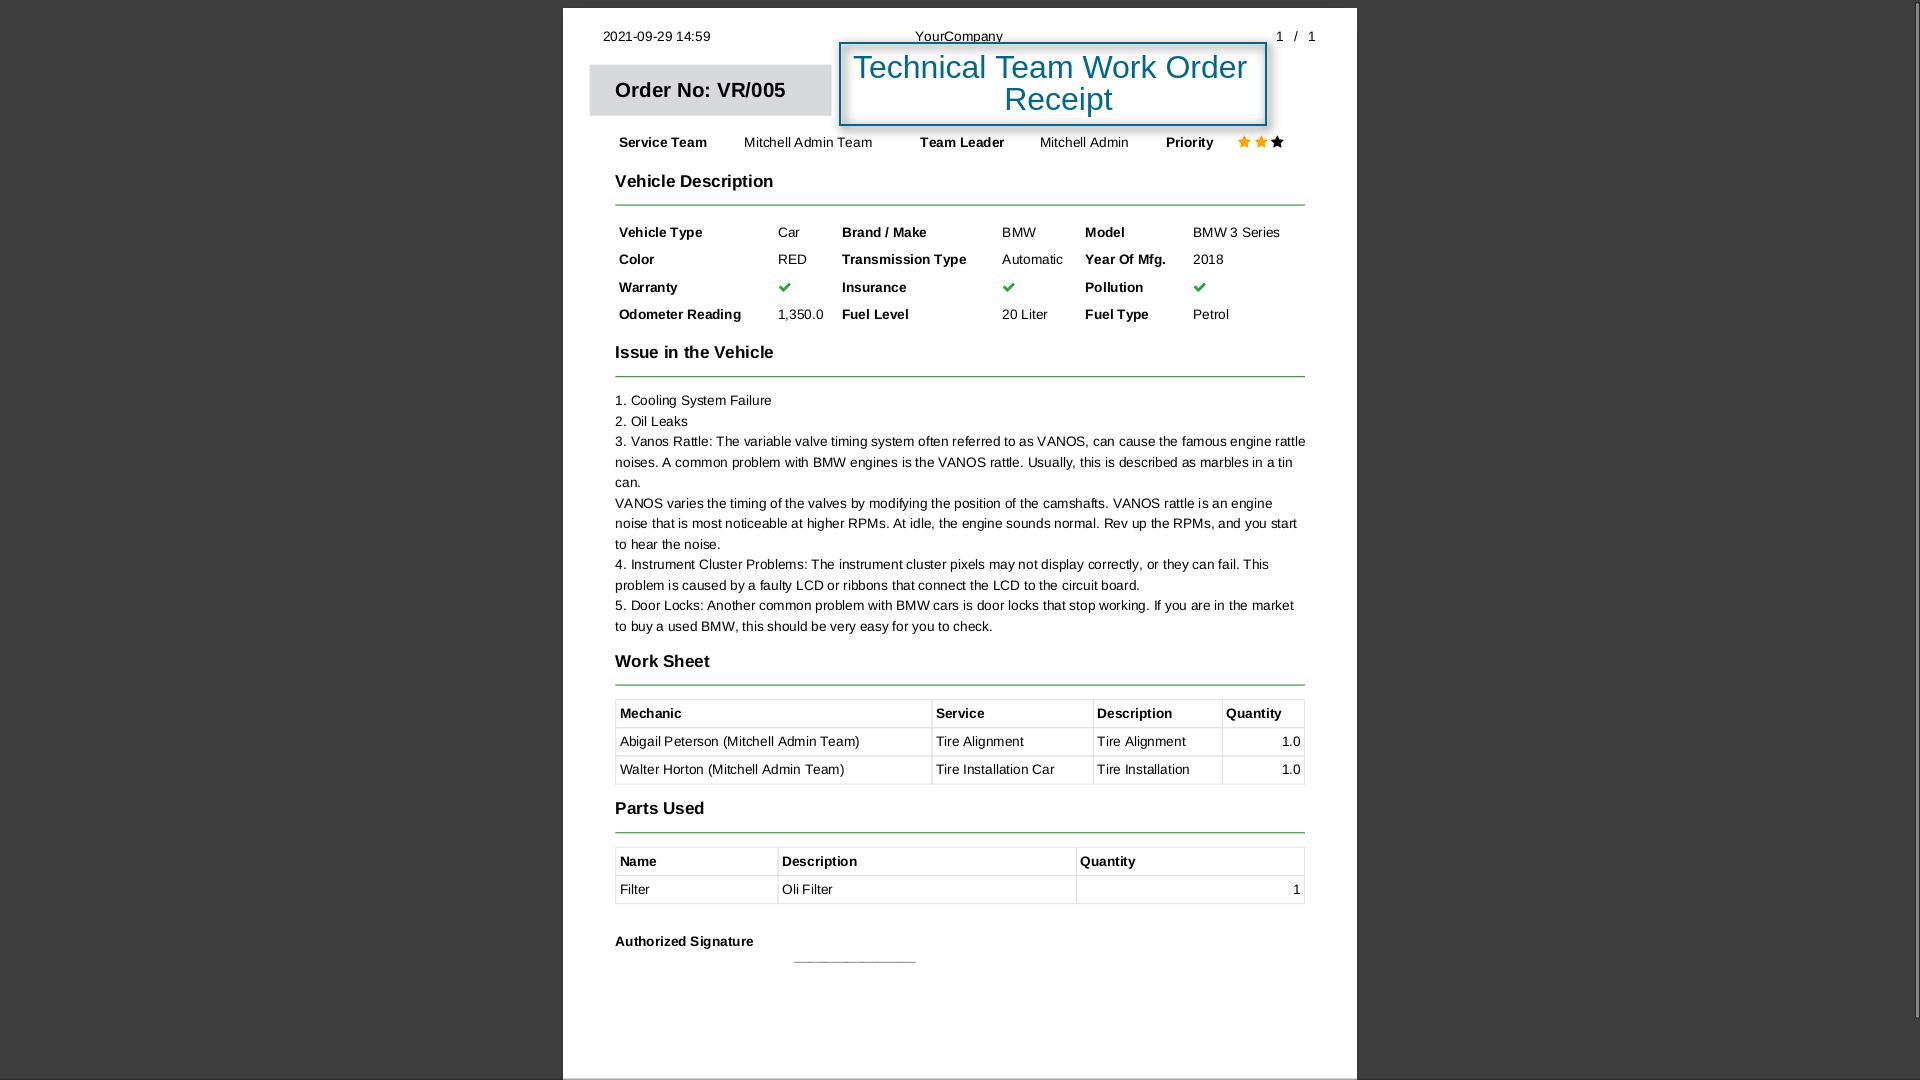 2021-09-29 14:59 YourCompany 1 / 1
Technical Team Work Order
Receipt
Order No: VR/005
Service Team Mitchell Admin Team Team Leader Mitchell Admin Priority
Vehicle Description
Vehicle Type Car Brand / Make BMW Model BMW 3 Series
Color RED Transmission Type Automatic Year Of Mfg. 2018
Warranty Insurance Pollution
Odometer Reading 1,350.0 Fuel Level 20 Liter Fuel Type Petrol
Issue in the Vehicle
1. Cooling System Failure
2. Oil Leaks
3. Vanos Rattle: The variable valve timing system often referred to as VANOS, can cause the famous engine rattle
noises. A common problem with BMW engines is the VANOS rattle. Usually, this is described as marbles in a tin
can.
VANOS varies the timing of the valves by modifying the position of the camshafts. VANOS rattle is an engine
noise that is most noticeable at higher RPMs. At idle, the engine sounds normal. Rev up the RPMs, and you start
to hear the noise.
4. Instrument Cluster Problems: The instrument cluster pixels may not display correctly, or they can fail. This
problem is caused by a faulty LCD or ribbons that connect the LCD to the circuit board.
5. Door Locks: Another common problem with BMW cars is door locks that stop working. If you are in the market
to buy a used BMW, this should be very easy for you to check.
Work Sheet
Mechanic Service Description Quantity
Abigail Peterson (Mitchell Admin Team) Tire Alignment Tire Alignment 1.0
Walter Horton (Mitchell Admin Team) Tire Installation Car Tire Installation 1.0
Parts Used
Name Description Quantity
Filter Oli Filter 1
Authorized Signature